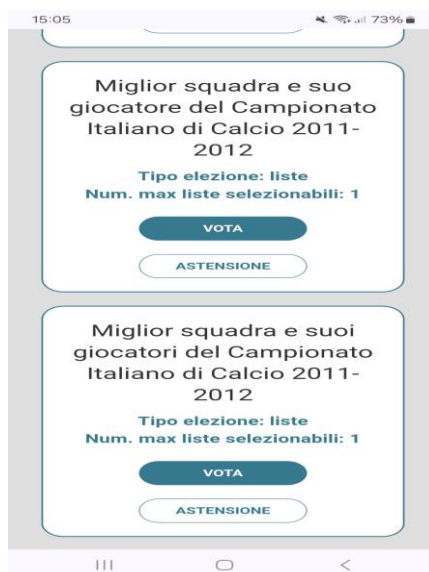 15:05 73%
Miglior squadra e suo
giocatore del Campionato
Italiano di Calcio 2011-
2012
Tipo elezione: liste
Num. max liste selezionabili: 1
VOTA
ASTENSIONE
Miglior squadra e suoi
giocatori del Campionato
Italiano di Calcio 2011-
2012
Tipo elezione: liste
Num. max liste selezionabili: 1
VOTA
ASTENSIONE